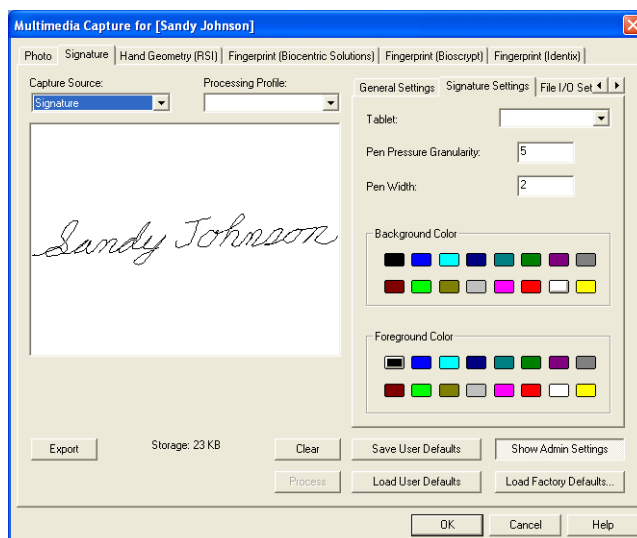 Multimedia Capture for [Sandy Johnson]
Photo Signature Hand Geometry (RSI) Fingerprint (Biocentric Solutions) Fingerprint (Bioscrypt) Fingerprint (Identix)
Capture Source: Processing Profile:
Signature
General Settings Signature Settings File I/O Set
Tablet:
Pen Pressure Granularity: 5
Pen Width: 2
Sandy Johnson
Background Color
Foreground Color
Export Storage: 23 KB Clear Save User Defaults Show Admin Settings
Process Load User Defaults Load Factory Defaults...
OK Cancel Help